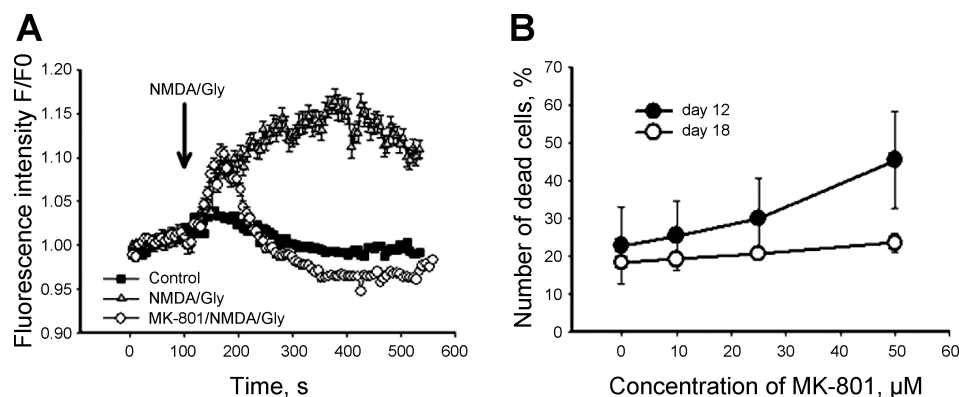 A
Fluorescence intensity F/F0
1.20
1.15
1.10
1.05
1.00
0.95
0.90
NMDA/Gly
Control
NMDA/Gly
MK-801/NMDA/Gly
0
100
200
300
400
500
600
Time, s
B
Number of dead cells, %
70
60
50
40
30
20
10
0
day 12
day 18
0
10
20
30
40
50
60
Concentration of MK-801, μM